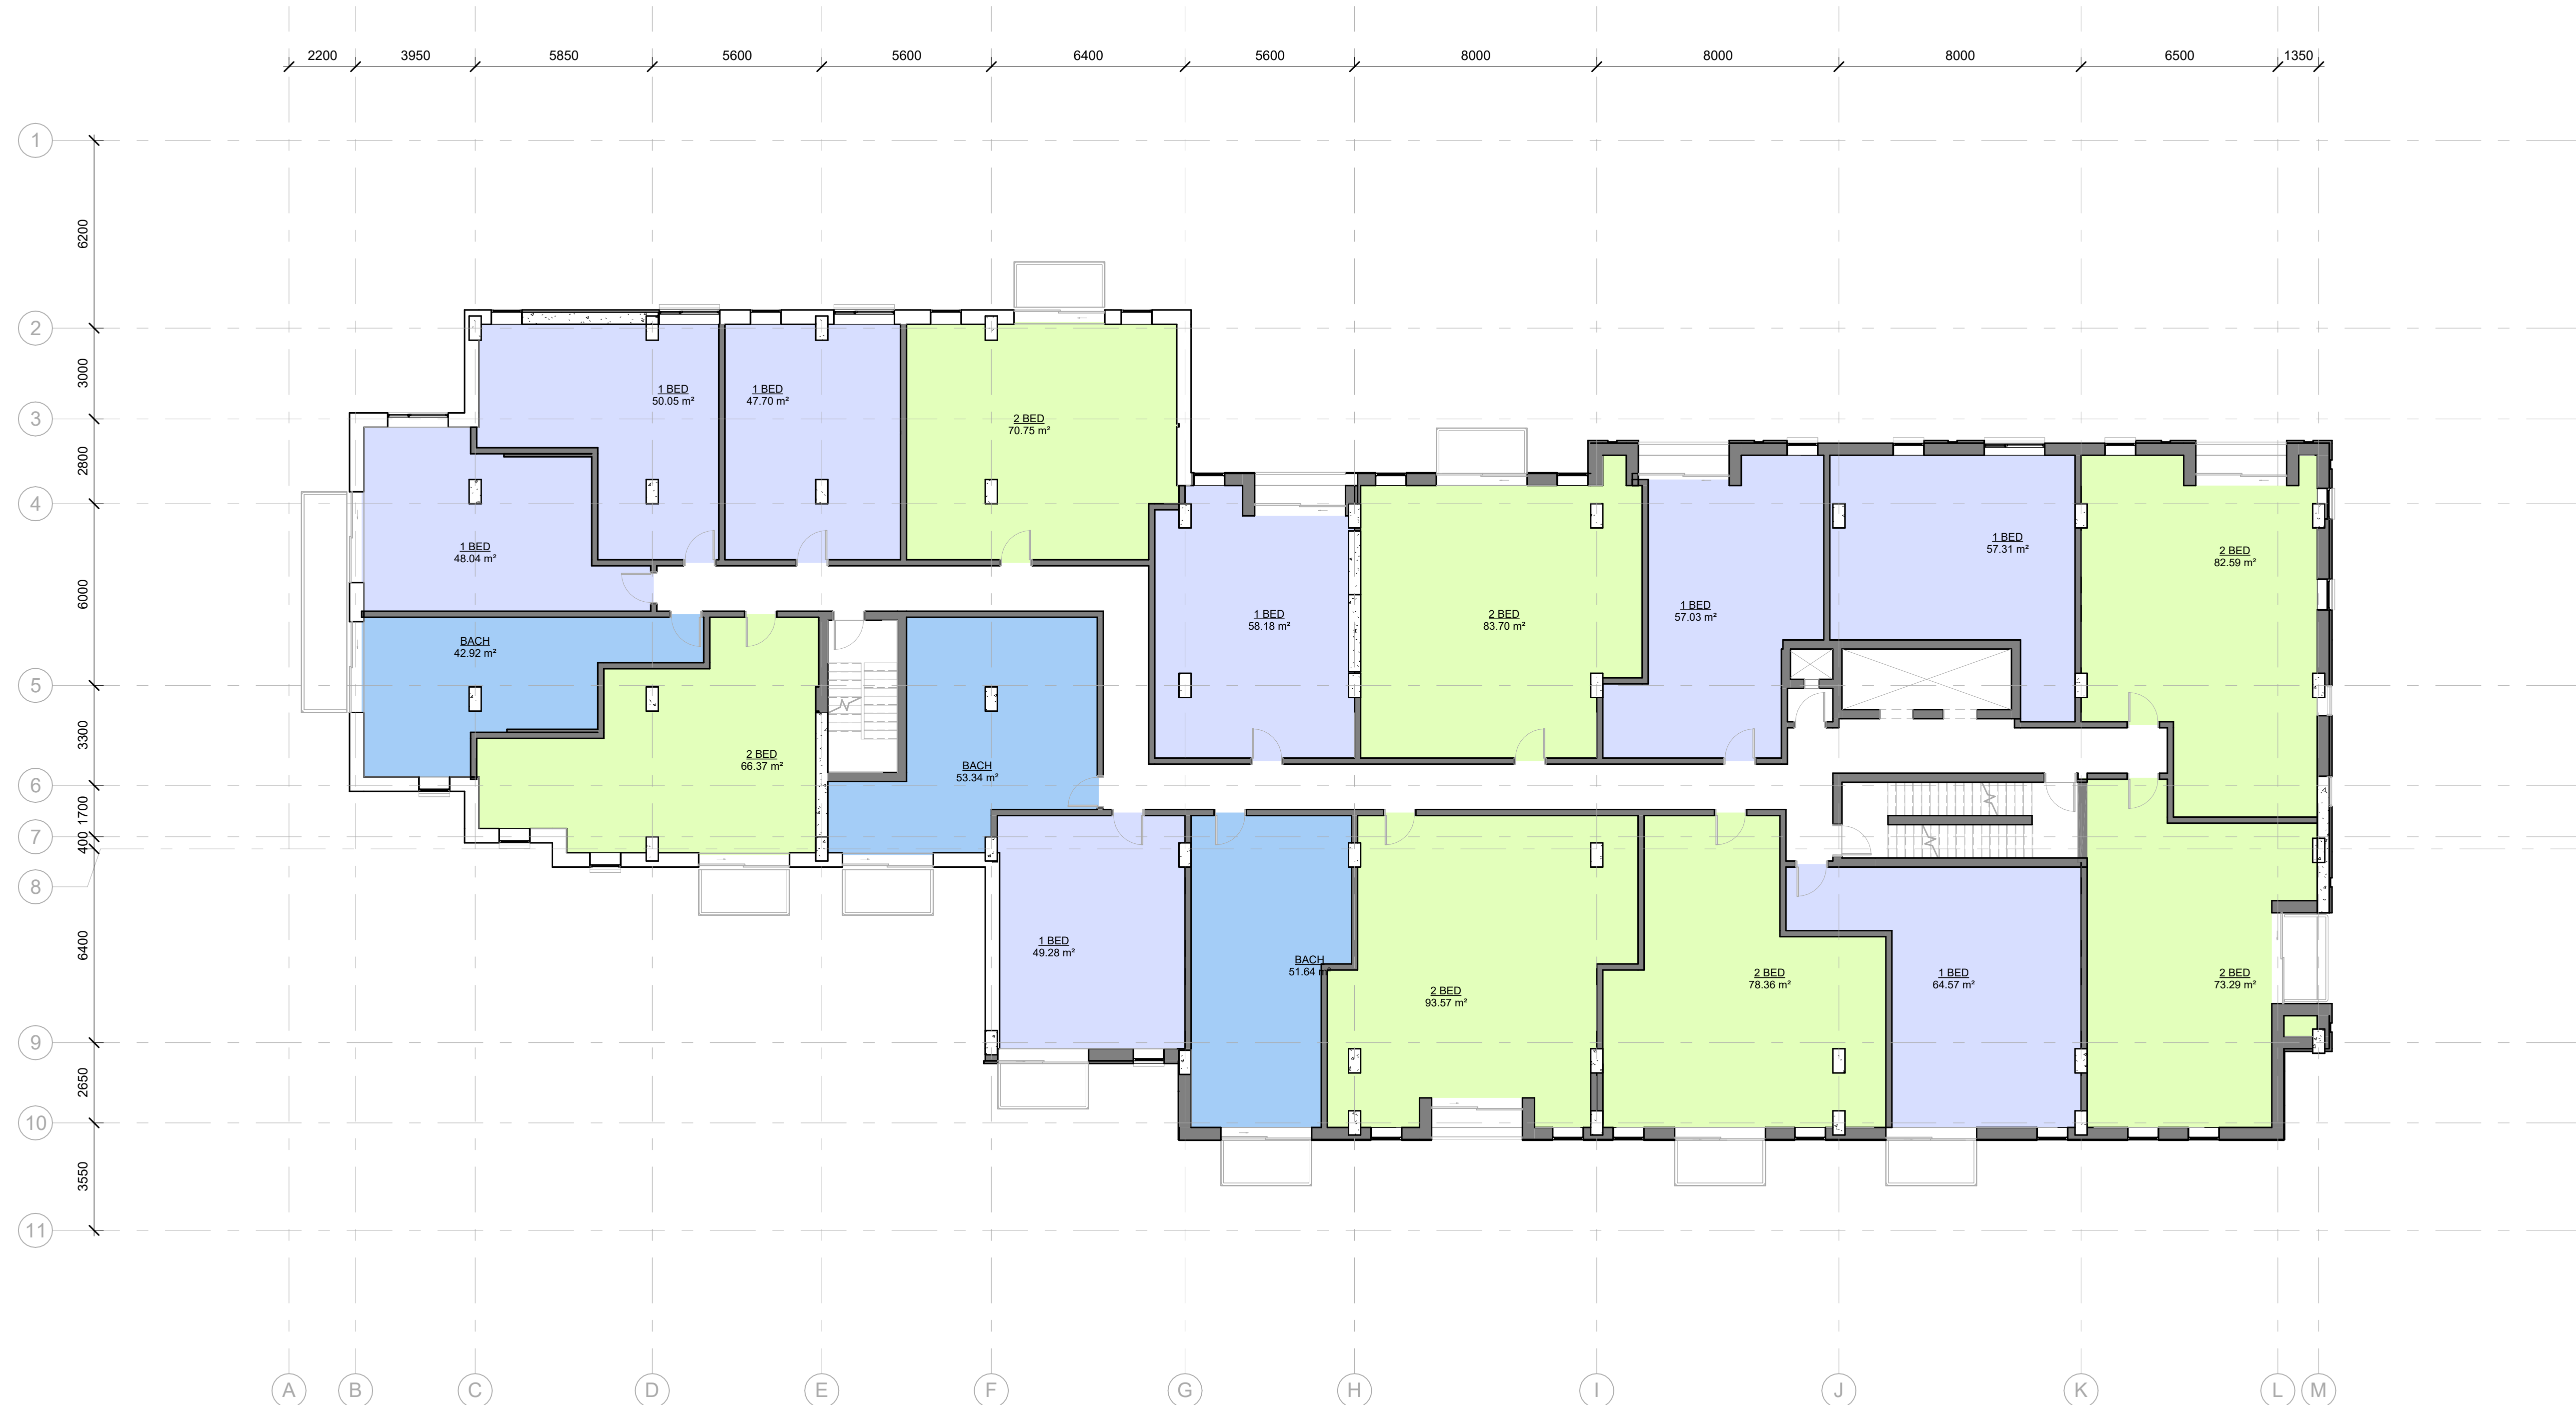 2200 3950 5850 5600 5600 6400 5600 8000 8000 8000 6500 1350
1
6200
2
3000
3
2800
4
6000
5
3300
6
1700
7
400
8
6400
9
2650
10
3550
11
1 BED
50.05 m²
1 BED
47.70 m²
2 BED
70.75 m²
1 BED
48.04 m²
1 BED
57.31 m²
2 BED
82.59 m²
1 BED
58.18 m²
2 BED
83.70 m²
1 BED
57.03 m²
BACH
42.92 m²
2 BED
66.37 m²
BACH
53.34 m²
1 BED
49.28 m²
BACH
51.64 m²
2 BED
93.57 m²
2 BED
78.36 m²
1 BED
64.57 m²
2 BED
73.29 m²
A B C D E F G H I J K L M